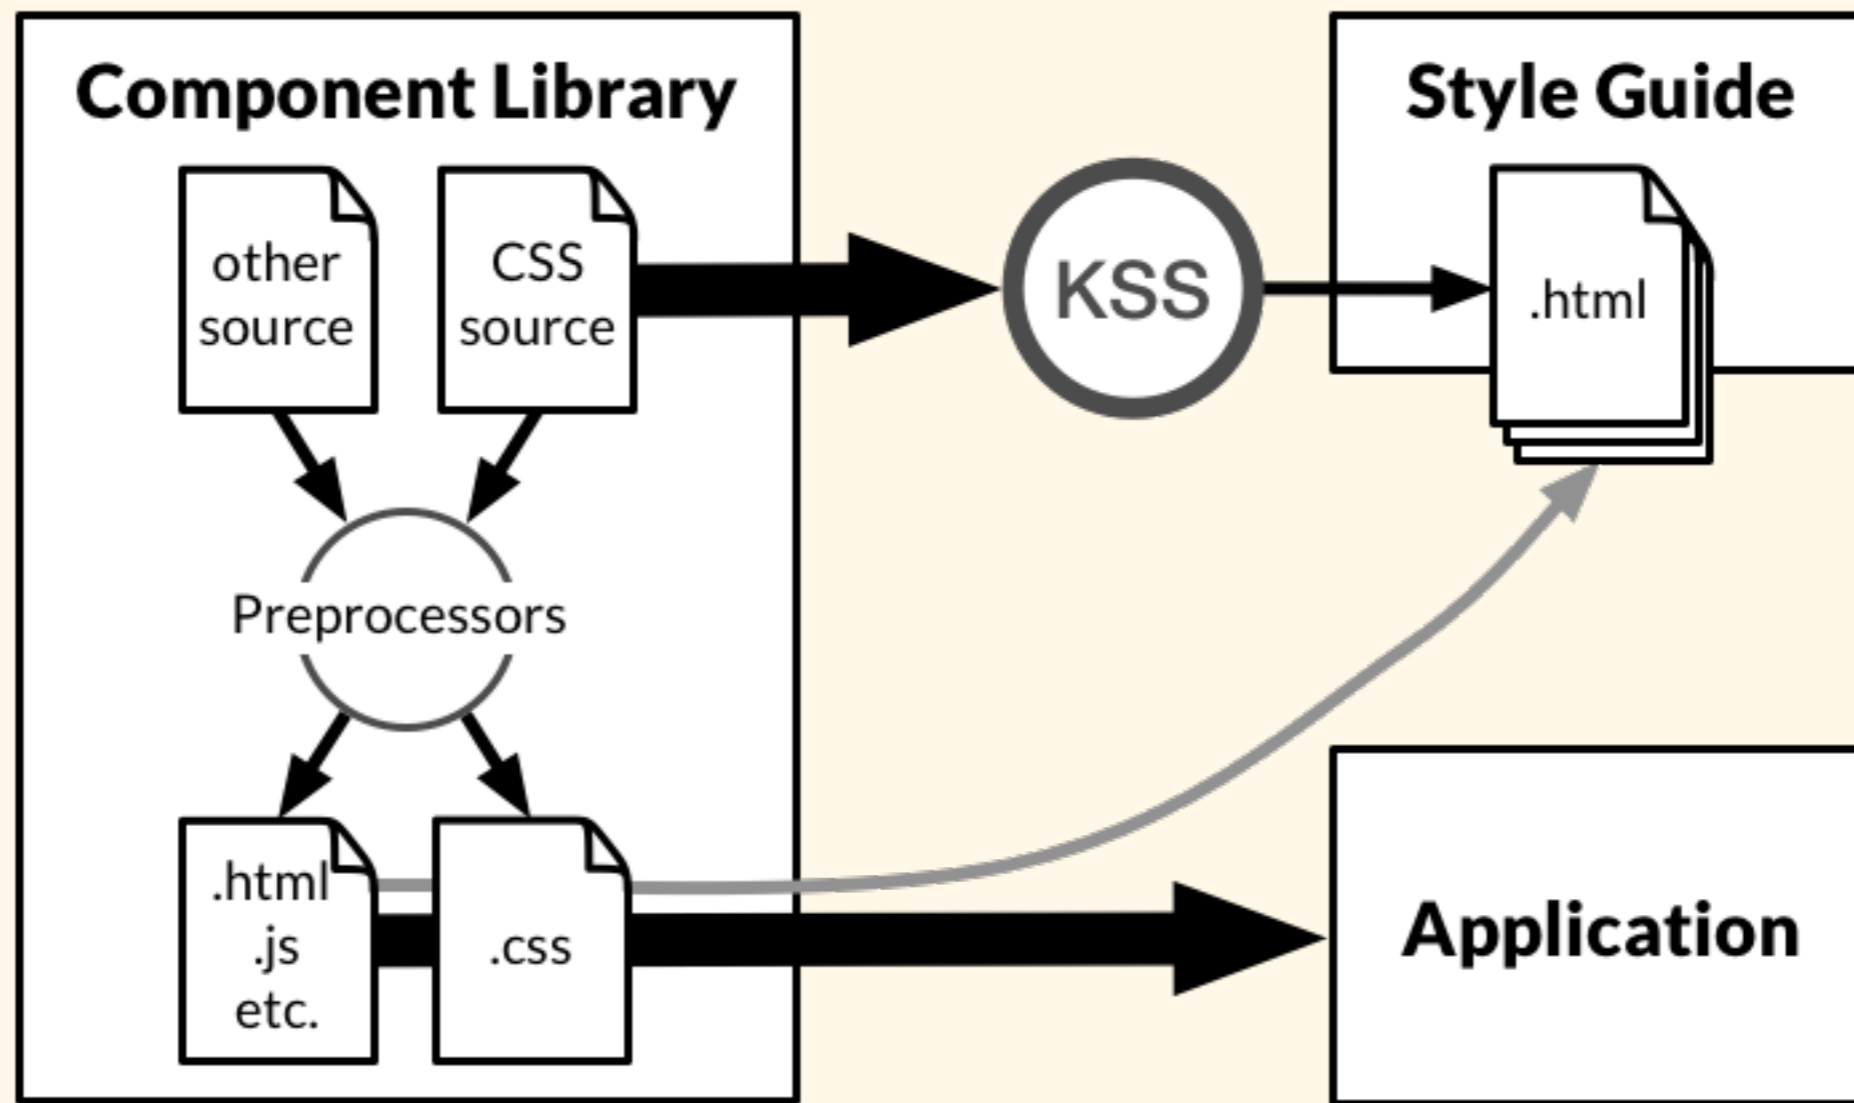 Component Library
other
source
CSS
source
Preprocessors
.html
.js
etc.
.css
KSS
Style Guide
.html
Application